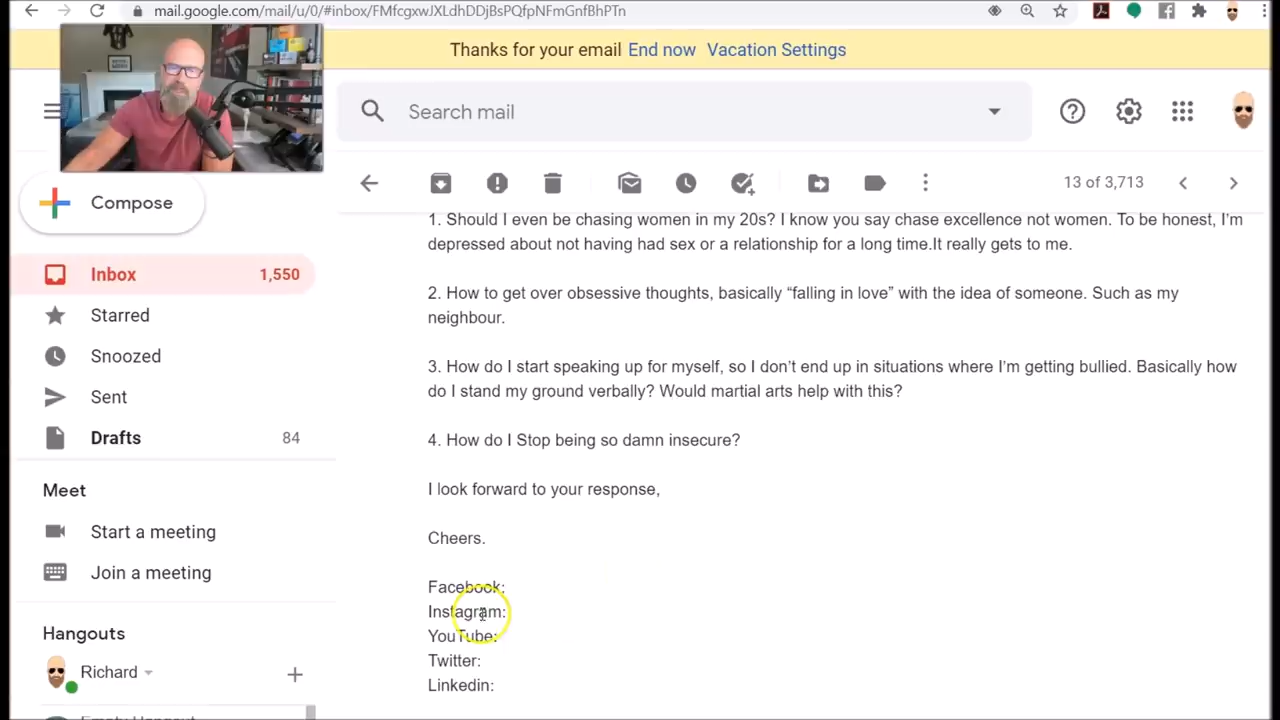 mail.google.com/mail/u/0/#inbox/FMfcgxwJXLdhDDjBsPQfpNFmGnfBhPTn
Thanks for your email End now Vacation Settings
Search mail
Compose
13 of 3,713
Inbox 1,550
Starred
Snoozed
Sent
Drafts 84
Meet
Start a meeting
Join a meeting
Hangouts
Richard
1. Should I even be chasing women in my 20s? I know you say chase excellence not women. To be honest, I’m
depressed about not having had sex or a relationship for a long time.It really gets to me.
2. How to get over obsessive thoughts, basically “falling in love” with the idea of someone. Such as my
neighbour.
3. How do I start speaking up for myself, so I don’t end up in situations where I’m getting bullied. Basically how
do I stand my ground verbally? Would martial arts help with this?
4. How do I Stop being so damn insecure?
I look forward to your response,
Cheers.
Facebook:
Instagram:
YouTube:
Twitter:
Linkedin: